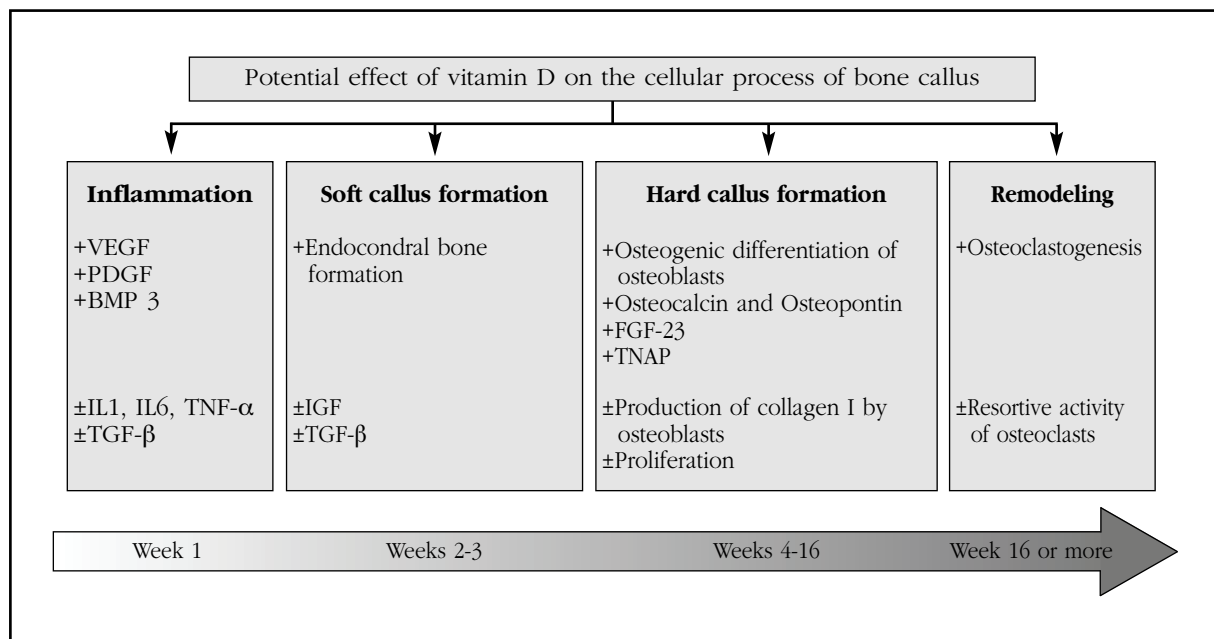 Potential effect of vitamin D on the cellular process of bone callus
Inflammation
+VEGF
+PDGF
+BMP 3
±IL1, IL6, TNF-α
±TGF-β
Soft callus formation
+Endocondral bone
formation
±IGF
±TGF-β
Hard callus formation
+Osteogenic differentiation of
osteoblasts
+Osteocalcin and Osteopontin
+FGF-23
+TNAP
±Production of collagen I by
osteoblasts
±Proliferation
Remodeling
+Osteoclastogenesis
±Resortive activity
of osteoclasts
Week 1
Weeks 2-3
Weeks 4-16
Week 16 or more